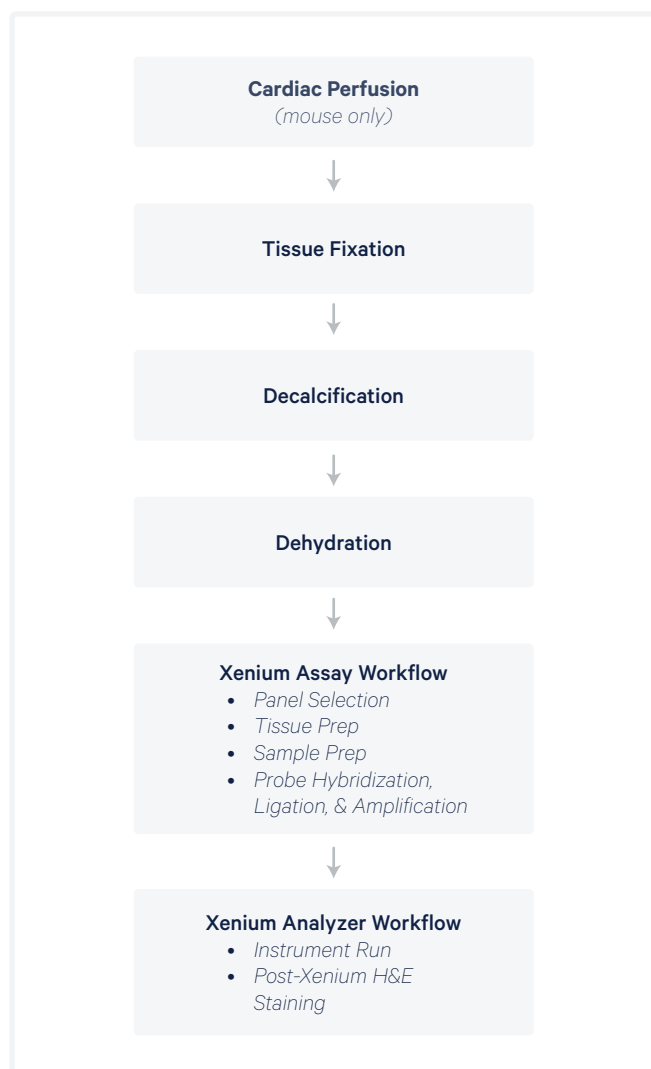 Cardiac Perfusion
(mouse only)
Tissue Fixation
Decalcification
Dehydration
Xenium Assay Workflow
• Panel Selection
• Tissue Prep
• Sample Prep
• Probe Hybridization,
Ligation, & Amplification
Xenium Analyzer Workflow
• Instrument Run
• Post-Xenium H&E
Staining